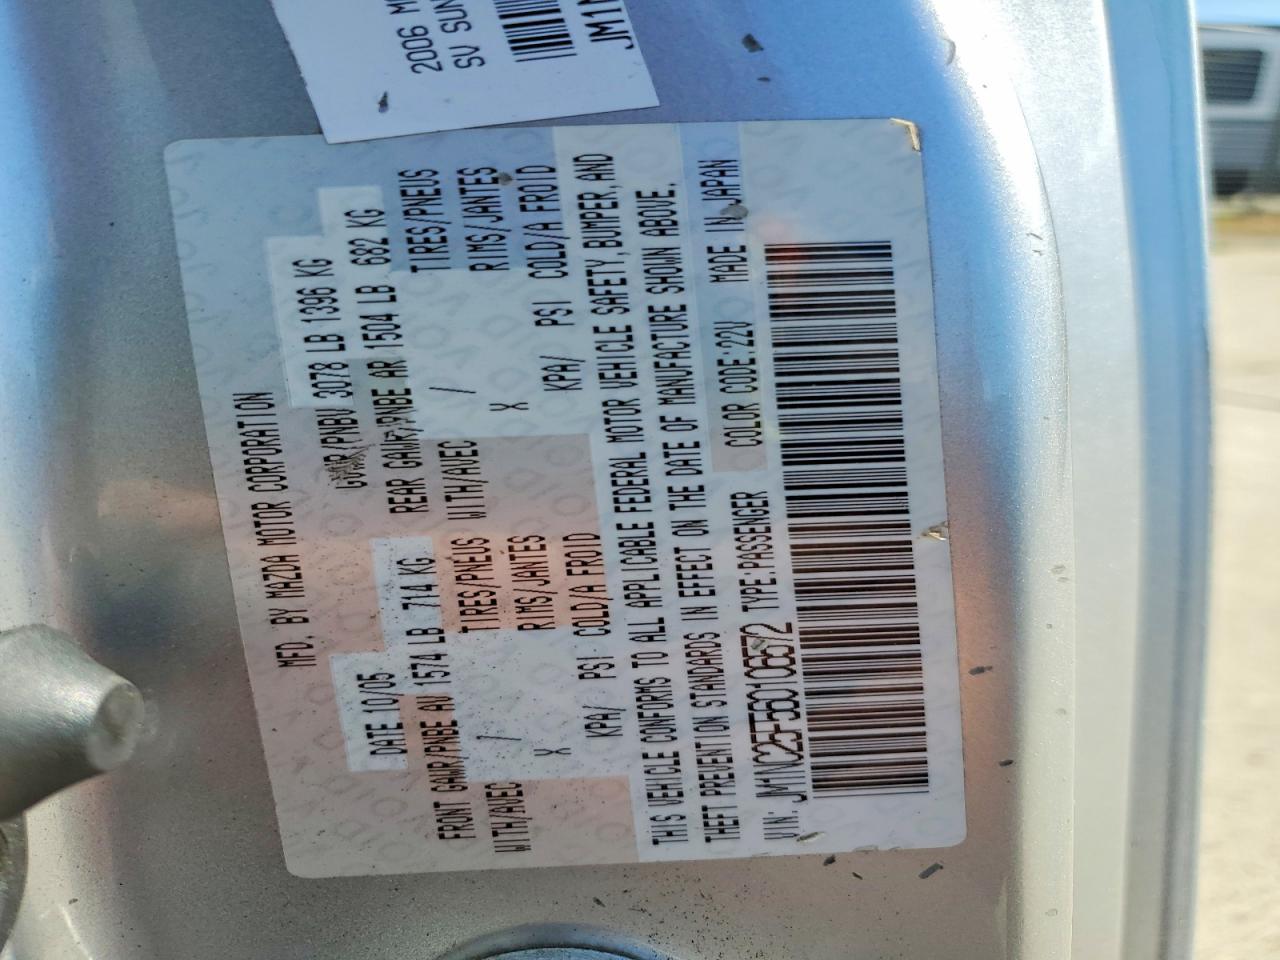 2006
SV SUN
JM1N
MFD. BY MAZDA MOTOR CORPORATION
DATE 10/05 GVWR/PNBV 3078 LB 1396 KG
FRONT GAWR/PNBE AV 1574 LB 714 KG REAR GAWR/PNBE AR 1504 LB 682 KG
WITH/AVEC / TIRES/PNEUS WITH/AVEC / TIRES/PNEUS
X RIMS/JANTES X RIMS/JANTES
KPA/ PSI COLD/A FROID KPA/ PSI COLD/A FROID
THIS VEHICLE CONFORMS TO ALL APPLICABLE FEDERAL MOTOR VEHICLE SAFETY, BUMPER, AND
THEFT PREVENTION STANDARDS IN EFFECT ON THE DATE OF MANUFACTURE SHOWN ABOVE.
VIN: JM1NC25F560106572 TYPE:PASSENGER COLOR CODE:22V MADE IN JAPAN